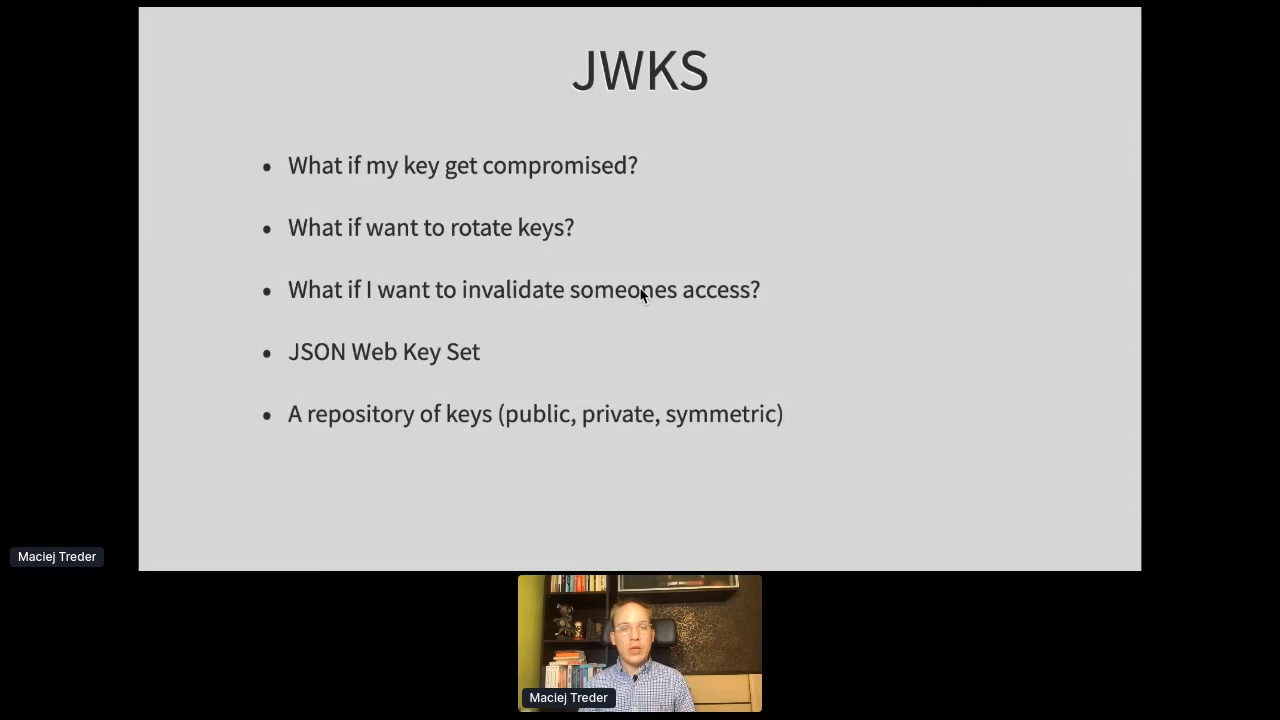 JWKS
• What if my key get compromised?
• What if want to rotate keys?
• What if I want to invalidate someones access?
• JSON Web Key Set
• A repository of keys (public, private, symmetric)
Maciej Treder
Maciej Treder